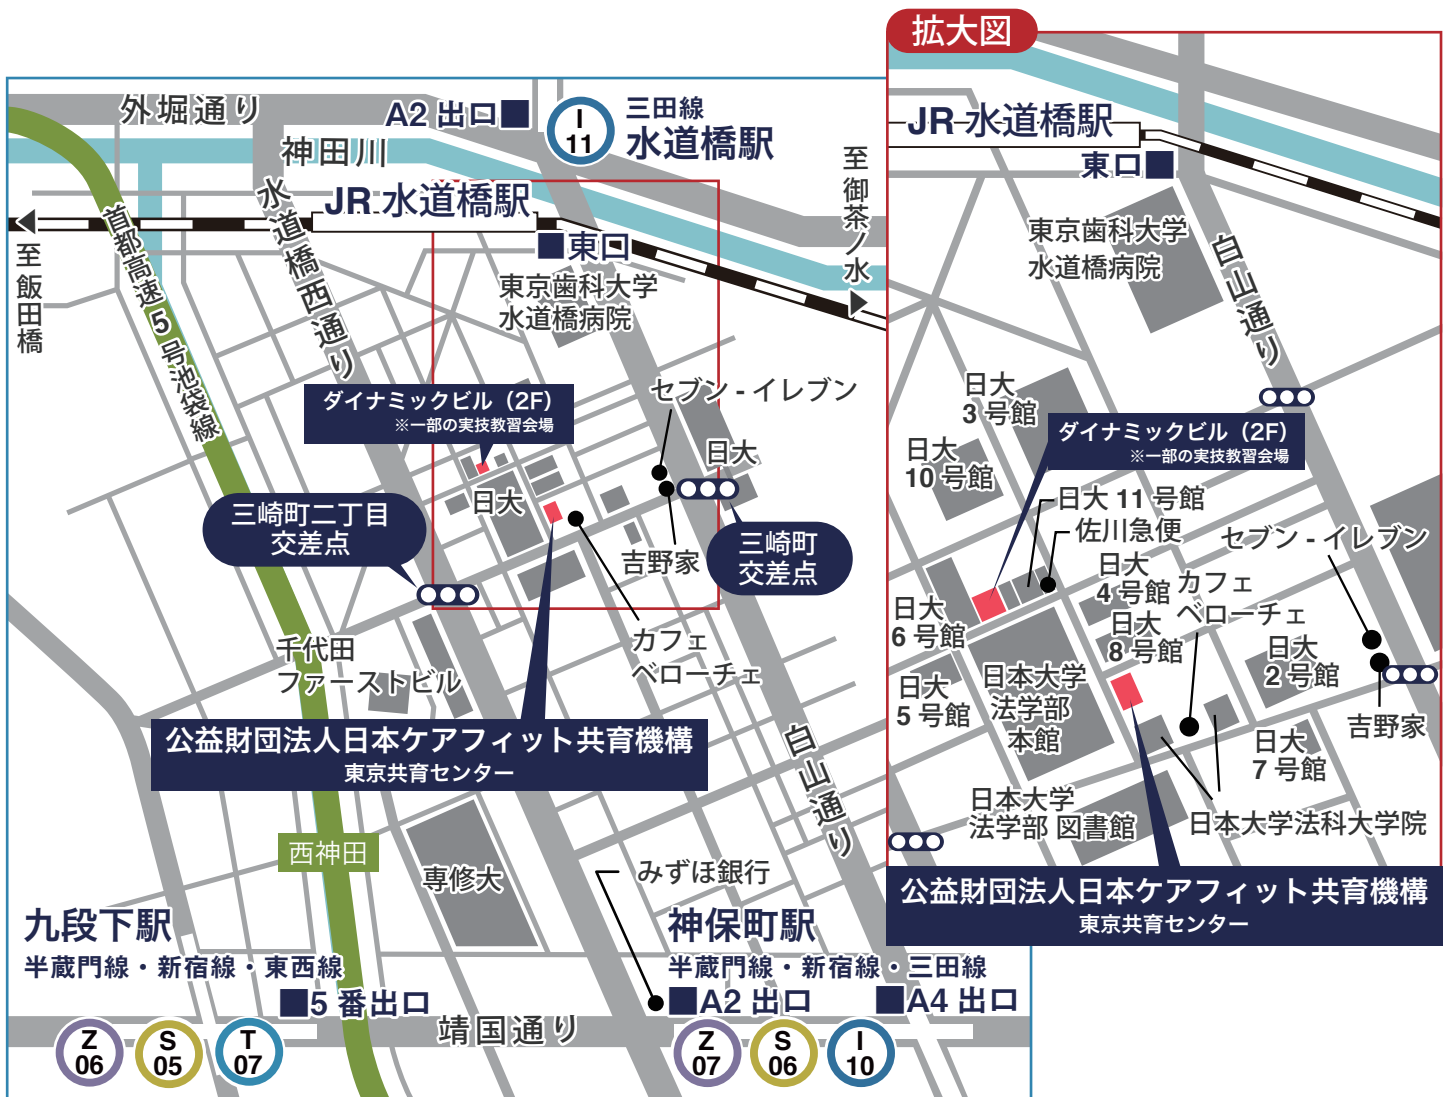 拡大図
外堀通り
A2 出口
I
11
三田線
水道橋駅
神田川
至御茶ノ水
JR 水道橋駅
東口
水道橋西通り
首都高速5号池袋線
至飯田橋
東京歯科大学
水道橋病院
ダイナミックビル（2F）
※一部の実技教習会場
セブン - イレブン
日大
日大
三崎町二丁目
交差点
吉野家
三崎町
交差点
カフェ
ベローチェ
千代田
ファーストビル
公益財団法人日本ケアフィット共育機構
東京共育センター
白山通り
西神田
専修大
みずほ銀行
九段下駅
半蔵門線・新宿線・東西線
5 番出口
神保町駅
半蔵門線・新宿線・三田線
A2 出口
A4 出口
靖国通り
Z
06
S
05
T
07
Z
07
S
06
I
10
JR 水道橋駅
東口
東京歯科大学
水道橋病院
白山通り
日大
3 号館
ダイナミックビル（2F）
※一部の実技教習会場
日大
10 号館
日大 11 号館
佐川急便
セブン - イレブン
日大
4 号館
カフェ
ベローチェ
日大
6 号館
日大
8 号館
日大
2 号館
日大
5 号館
日本大学
法学部
本館
吉野家
日大
7 号館
日本大学
法学部 図書館
日本大学法科大学院
公益財団法人日本ケアフィット共育機構
東京共育センター